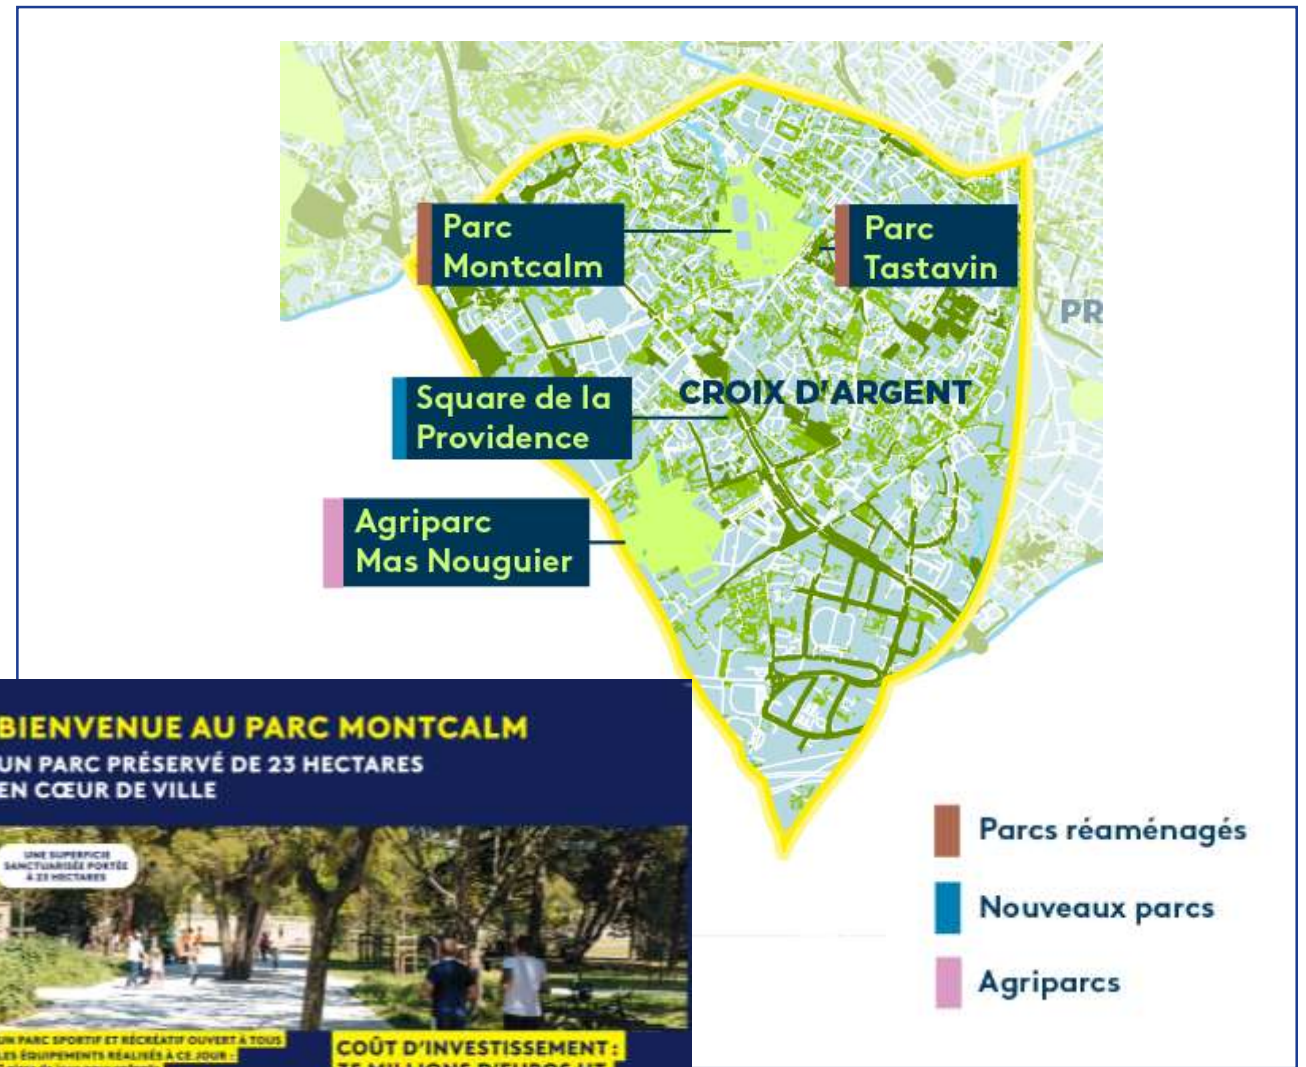 Parc
Montcalm
Parc
Tastavin
PR
Square de la
Providence
CROIX D'ARGENT
Agriparc
Mas Nouguier
BIENVENUE AU PARC MONTCALM
UN PARC PRÉSERVÉ DE 23 HECTARES
EN CŒUR DE VILLE
UNE SUPERFICIE
SANCTUARISÉE PORTÉE
À 23 HECTARES
UN PARC SPORTIF ET RÉCRÉATIF OUVERT À TOUS
LES ÉQUIPEMENTS RÉALISÉS À CE JOUR :
COÛT D'INVESTISSEMENT :
Parcs réaménagés
Nouveaux parcs
Agriparcs